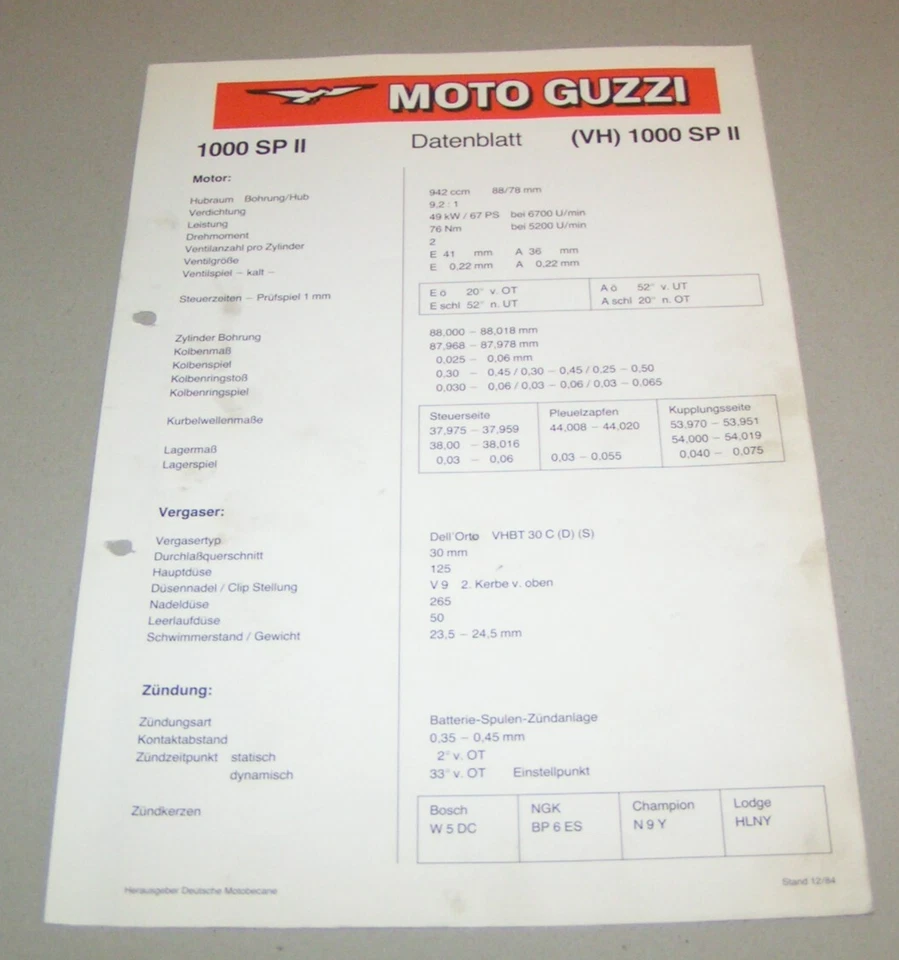 MOTO GUZZI
1000 SP II Datenblatt (VH) 1000 SP II
Motor:
Hubraum Bohrung/Hub 942 ccm 88/78 mm
Verdichtung 9,2 : 1
Leistung 49 kW / 67 PS bei 6700 U/min
Drehmoment 76 Nm bei 5200 U/min
Ventilanzahl pro Zylinder 2
Ventilgröße E 41 mm A 36 mm
Ventilspiel – kalt – E 0,22 mm A 0,22 mm
Steuerzeiten – Prüfspiel 1 mm
E ö 20° v. OT A ö 52° v. UT
E schl 52° n. UT A schl 20° n. OT
Zylinder Bohrung 88,000 – 88,018 mm
Kolbenmaß 87,968 – 87,978 mm
Kolbenspiel 0,025 – 0,06 mm
Kolbenringstoß 0,30 – 0,45 / 0,30 – 0,45 / 0,25 – 0,50
Kolbenringspiel 0,030 – 0,06 / 0,03 – 0,06 / 0,03 – 0,065
Steuerseite Pleuelzapfen Kupplungsseite
Kurbelwellenmaße 37,975 – 37,959 44,008 – 44,020 53,970 – 53,951
Lagermaß 38,00 – 38,016 54,000 – 54,019
Lagerspiel 0,03 – 0,06 0,03 – 0,055 0,040 – 0,075
Vergaser:
Vergasertyp Dell'Orto VHBT 30 C (D) (S)
Durchlaßquerschnitt 30 mm
Hauptdüse 125
Düsennadel / Clip Stellung V 9 2. Kerbe v. oben
Nadeldüse 265
Leerlaufdüse 50
Schwimmerstand / Gewicht 23,5 – 24,5 mm
Zündung:
Zündungsart Batterie-Spulen-Zündanlage
Kontaktabstand 0,35 – 0,45 mm
Zündzeitpunkt statisch 2° v. OT
dynamisch 33° v. OT Einstellpunkt
Zündkerzen
Bosch NGK Champion Lodge
W 5 DC BP 6 ES N 9 Y HLNY
Herausgeber Deutsche Motobecane Stand 12/84